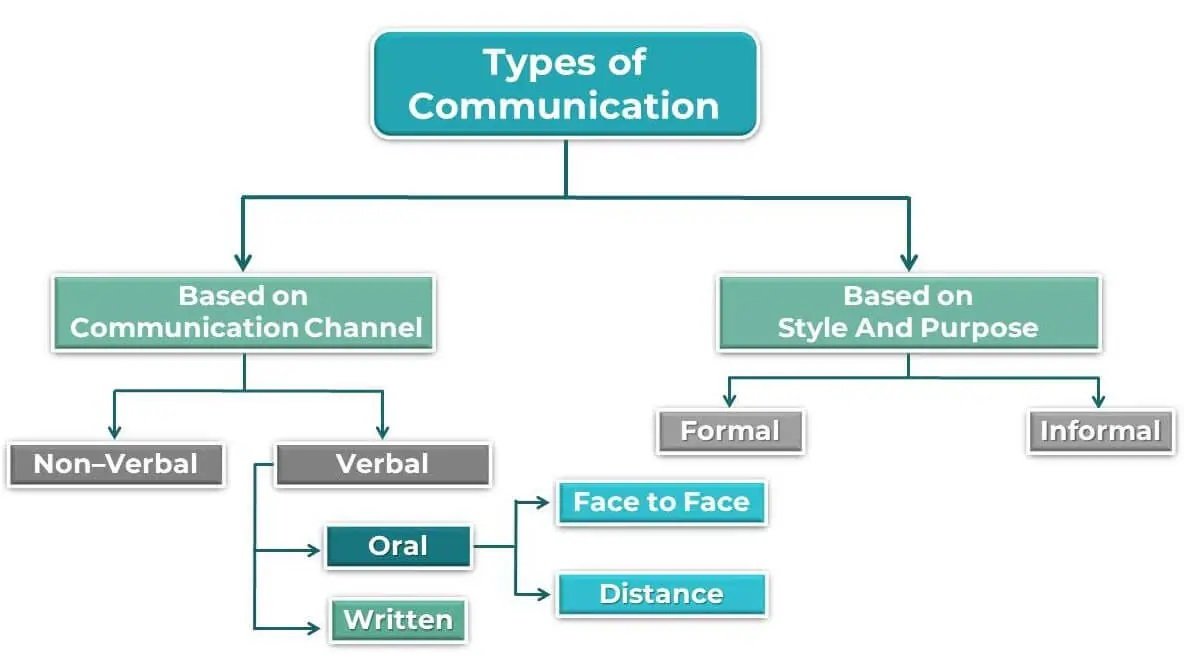 Types of
Communication
Based on
Communication Channel
Based on
Style And Purpose
Non–Verbal
Verbal
Formal
Informal
Oral
Written
Face to Face
Distance